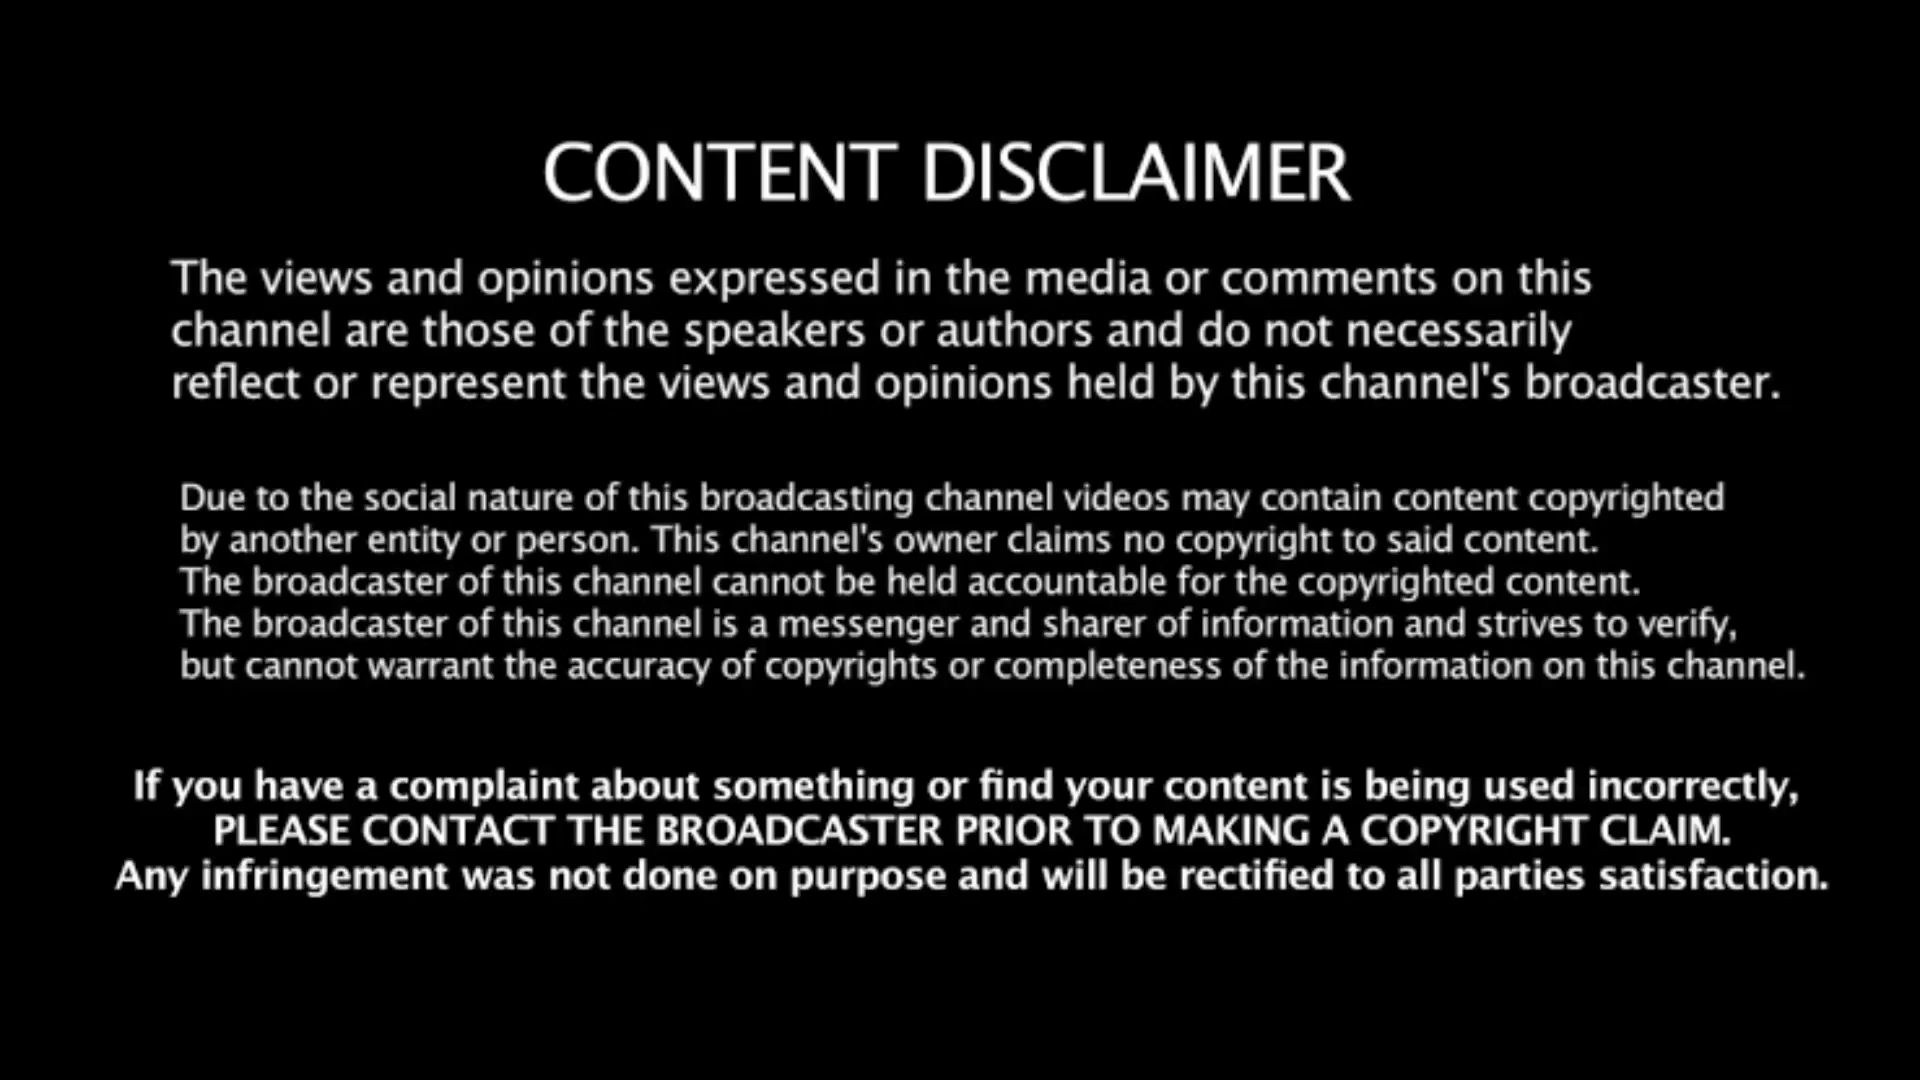 CONTENT DISCLAIMER
The views and opinions expressed in the media or comments on this
channel are those of the speakers or authors and do not necessarily
reflect or represent the views and opinions held by this channel's broadcaster.
Due to the social nature of this broadcasting channel videos may contain content copyrighted
by another entity or person. This channel's owner claims no copyright to said content.
The broadcaster of this channel cannot be held accountable for the copyrighted content.
The broadcaster of this channel is a messenger and sharer of information and strives to verify,
but cannot warrant the accuracy of copyrights or completeness of the information on this channel.
If you have a complaint about something or find your content is being used incorrectly,
PLEASE CONTACT THE BROADCASTER PRIOR TO MAKING A COPYRIGHT CLAIM.
Any infringement was not done on purpose and will be rectified to all parties satisfaction.